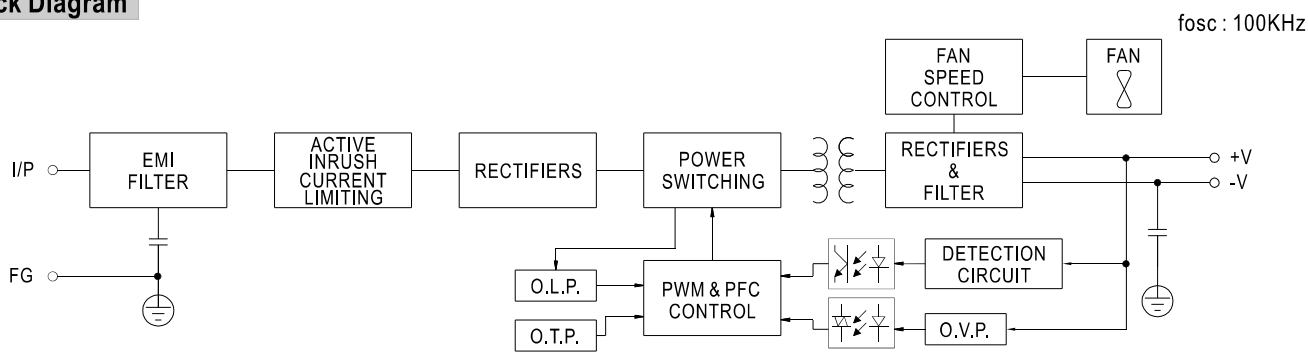 ck Diagram
fosc : 100KHz
FAN
SPEED
CONTROL
FAN
I/P
EMI
FILTER
ACTIVE
INRUSH
CURRENT
LIMITING
RECTIFIERS
POWER
SWITCHING
RECTIFIERS
&
FILTER
+V
-V
FG
O.L.P.
O.T.P.
PWM & PFC
CONTROL
DETECTION
CIRCUIT
O.V.P.